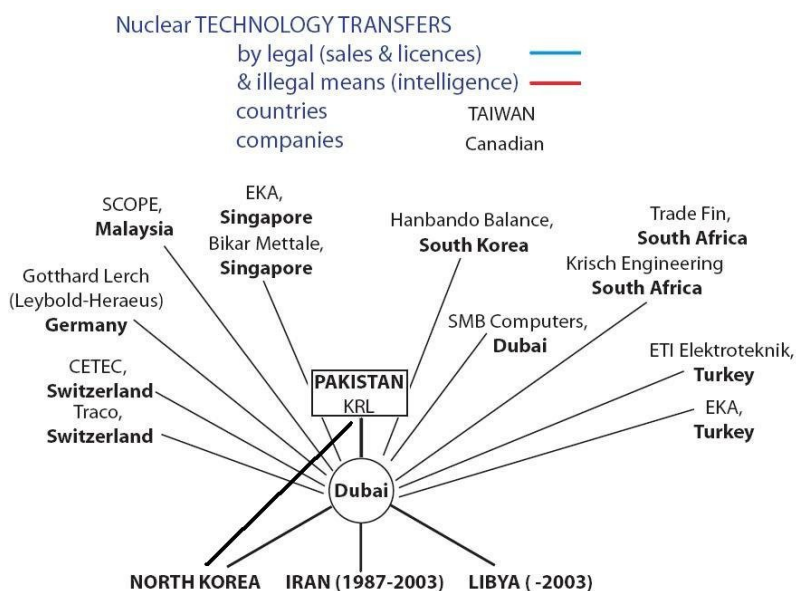 Nuclear TECHNOLOGY TRANSFERS
by legal (sales & licences)
& illegal means (intelligence)
countries TAIWAN
companies Canadian
SCOPE,
Malaysia
EKA,
Singapore
Bikar Mettale,
Singapore
Hanbando Balance,
South Korea
Trade Fin,
South Africa
Krisch Engineering
South Africa
Gotthard Lerch
(Leybold-Heraeus)
Germany
SMB Computers,
Dubai
ETI Elektroteknik,
Turkey
CETEC,
Switzerland
Traco,
Switzerland
EKA,
Turkey
PAKISTAN
KRL
Dubai
NORTH KOREA IRAN (1987-2003) LIBYA ( -2003)